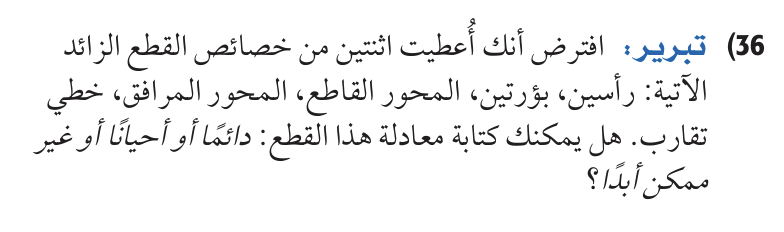 36) تبرير: افترض أنك أُعطيت اثنتين من خصائص القطع الزائد
الآتية: رأسين، بؤرتين، المحور القاطع، المحور المرافق، خطي
تقارب. هل يمكنك كتابة معادلة هذا القطع: دائمًا أو أحيانًا أو غير
ممكن أبدًا؟